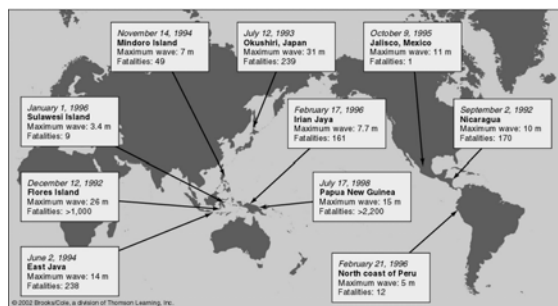 November 14, 1994
Mindoro Island
Maximum wave: 7 m
Fatalities: 49
July 12, 1993
Okushiri, Japan
Maximum wave: 31 m
Fatalities: 239
October 9, 1995
Jalisco, Mexico
Maximum wave: 11 m
Fatalities: 1
January 1, 1996
Sulawesi Island
Maximum wave: 3.4 m
Fatalities: 9
February 17, 1996
Irian Jaya
Maximum wave: 7.7 m
Fatalities: 161
September 2, 1992
Nicaragua
Maximum wave: 10 m
Fatalities: 170
December 12, 1992
Flores Island
Maximum wave: 26 m
Fatalities: >1,000
July 17, 1998
Papua New Guinea
Maximum wave: 15 m
Fatalities: >2,200
June 2, 1994
East Java
Maximum wave: 14 m
Fatalities: 238
February 21, 1996
North coast of Peru
Maximum wave: 5 m
Fatalities: 12
© 2002 Brooks/Cole, a division of Thomson Learning, Inc.